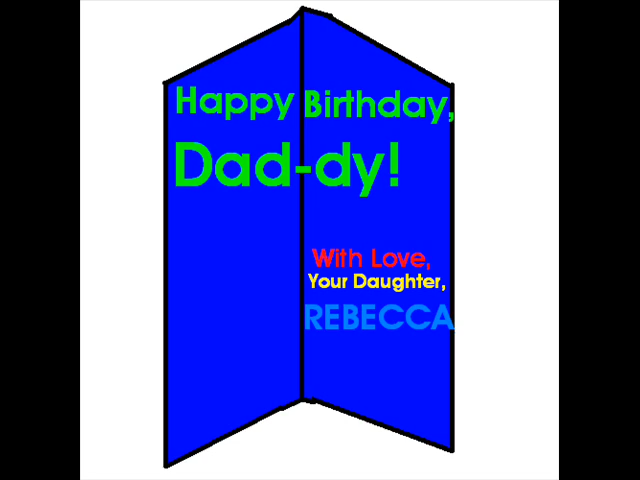 Happy Birthday,
Dad-dy!
With Love,
Your Daughter,
REBECCA